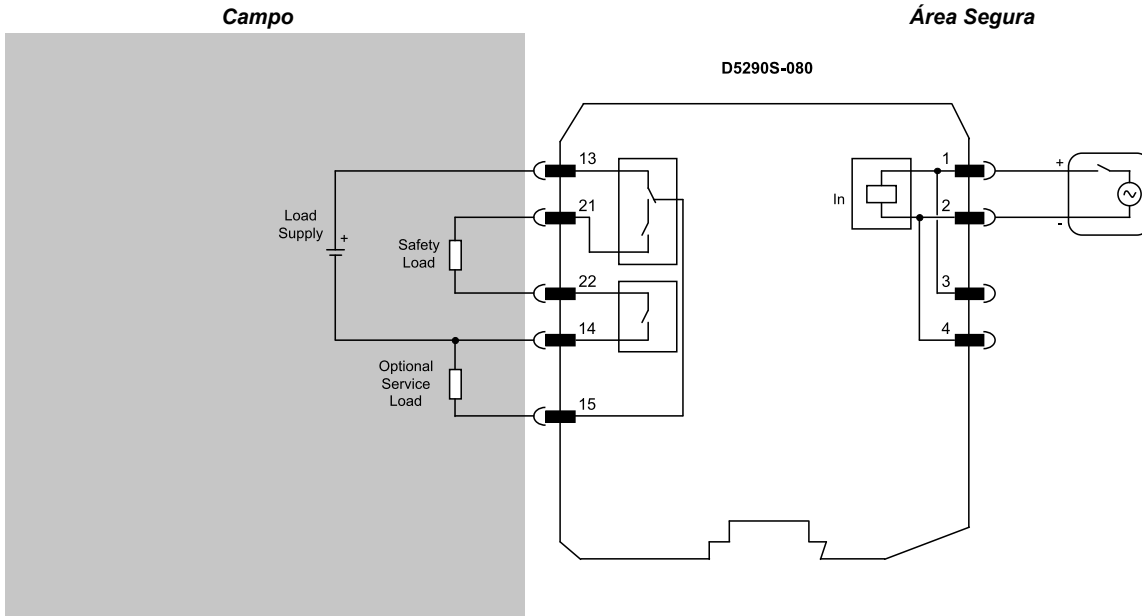 Campo
Área Segura
D5290S-080
13
21
22
14
15
Load
Supply
+
Safety
Load
Optional
Service
Load
In
1
2
3
4
+
-